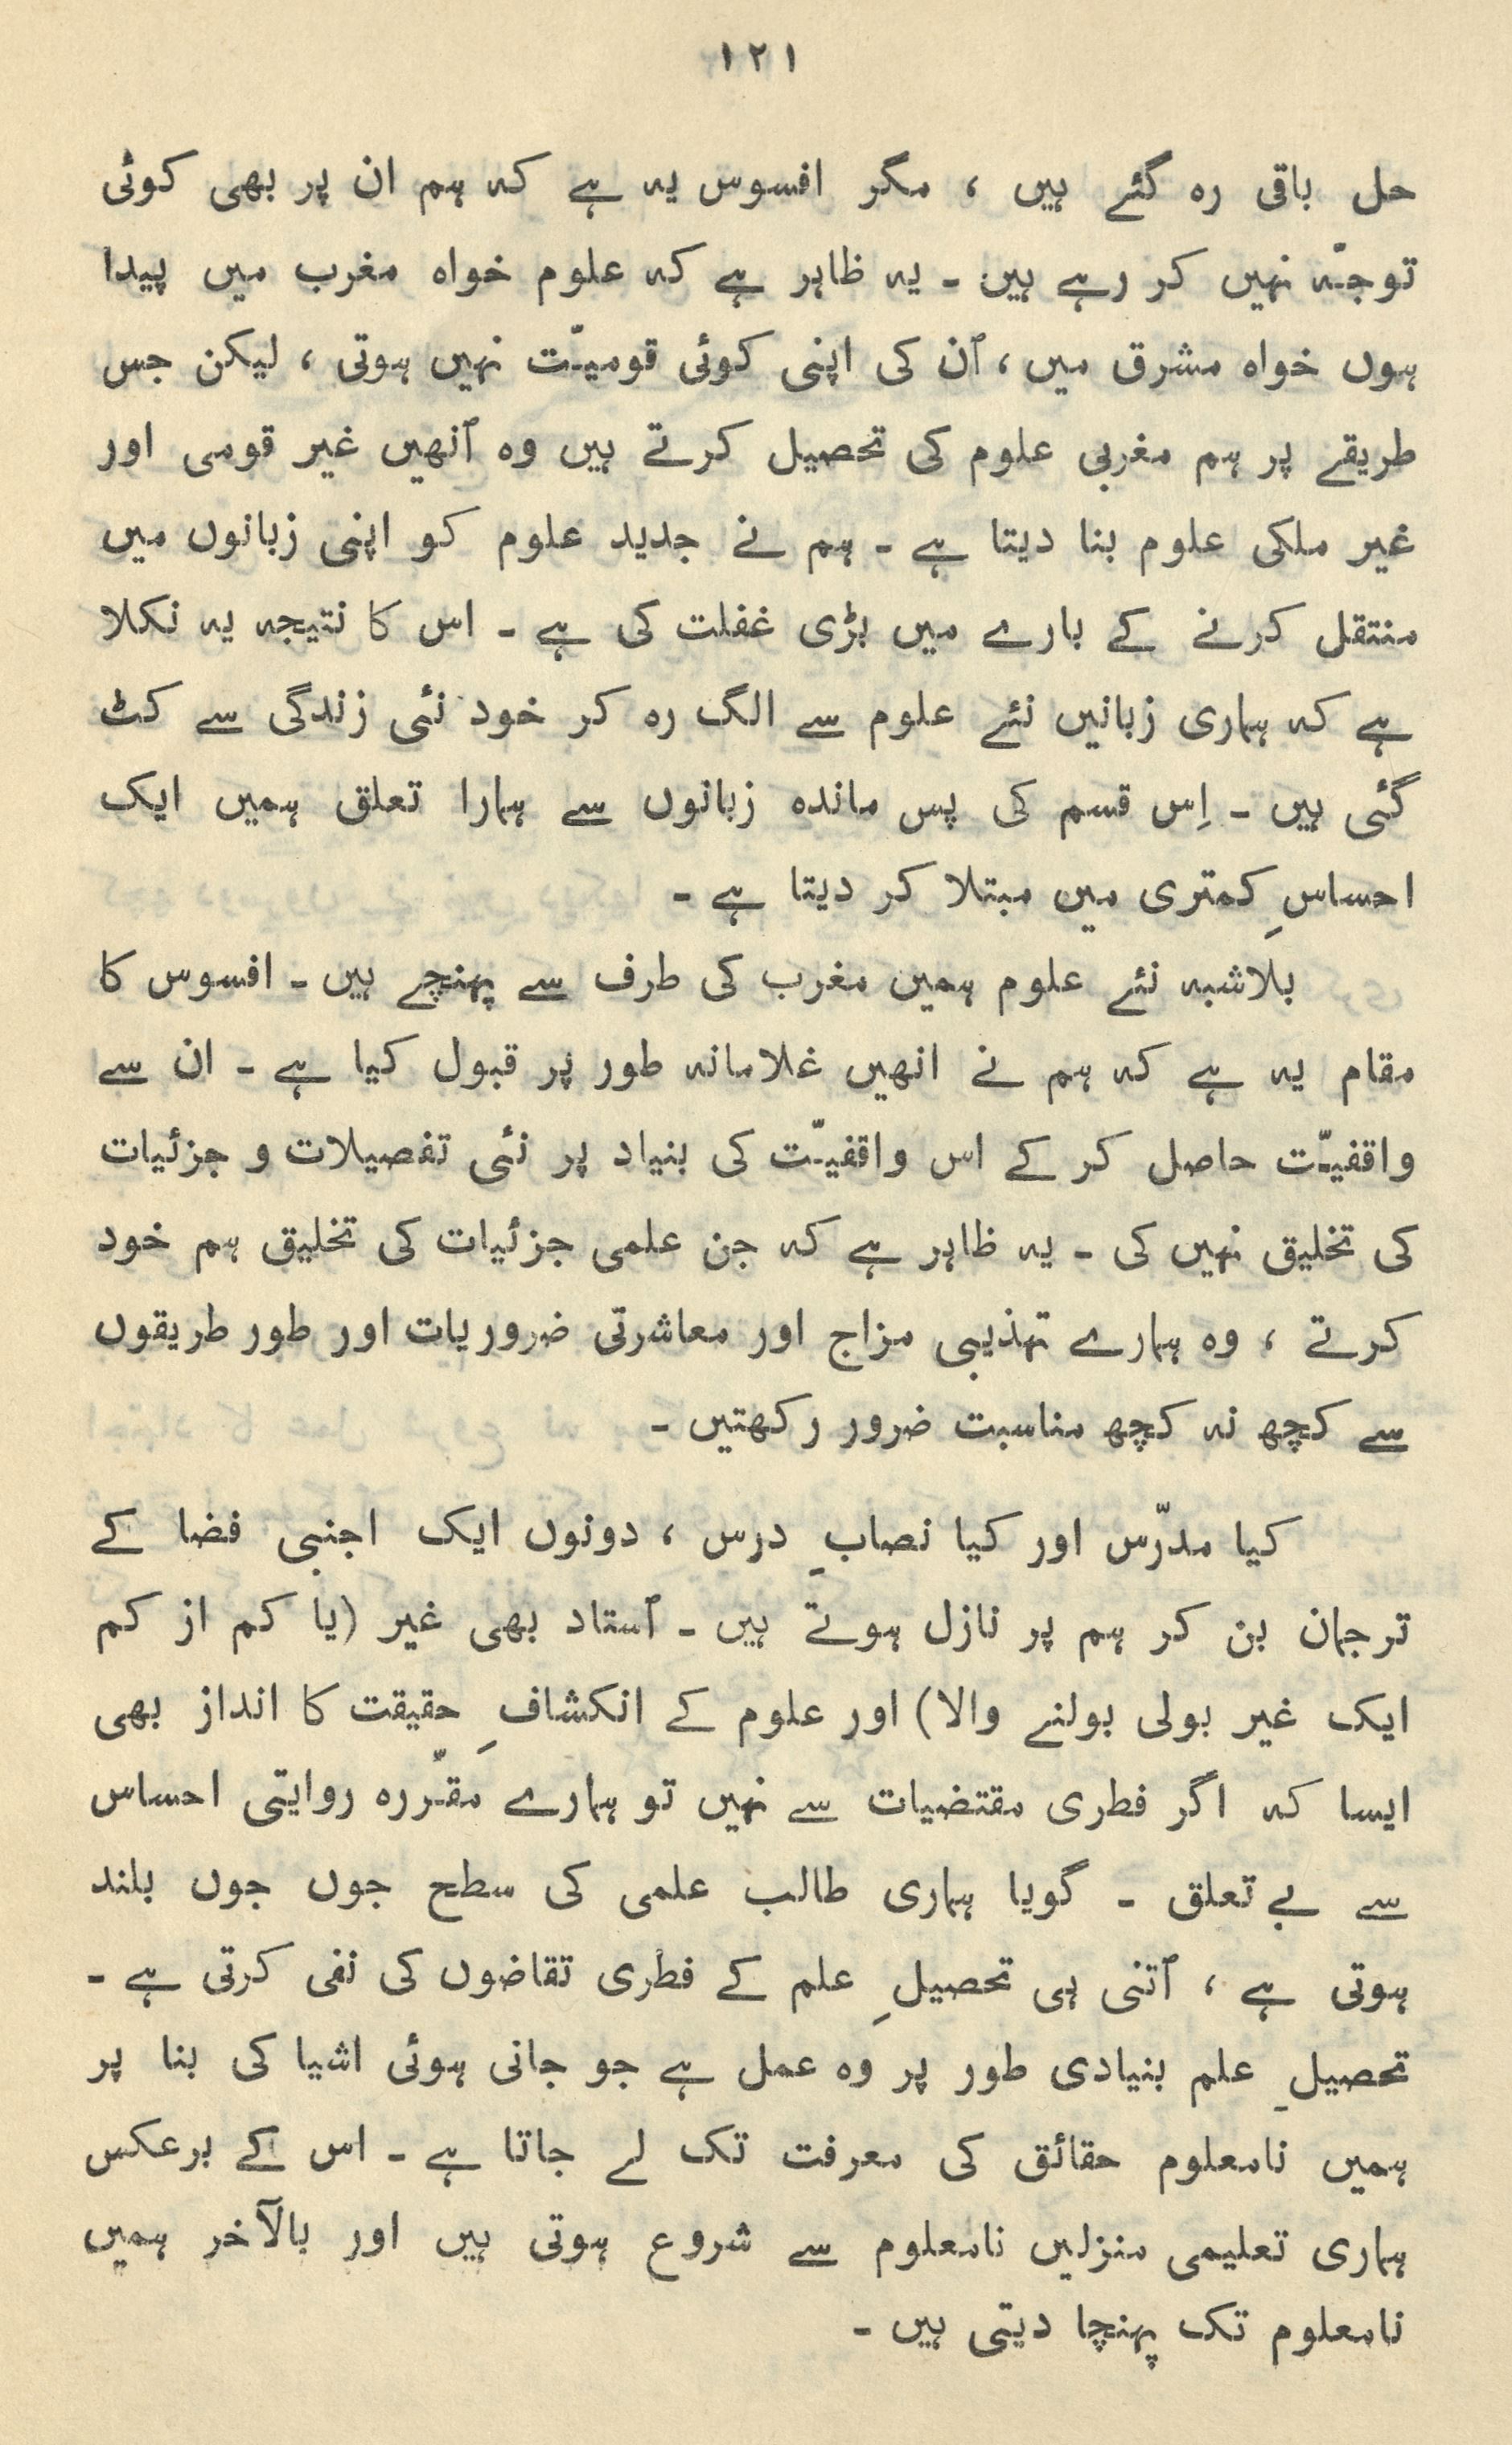 ۱۲۱
حل باقی رہ گئے ہیں ، مگر افسوس یہ ہے کہ ہم ان پر بھی کوئی
توجّہ نہیں کر رہے ہیں ۔ یہ ظاہر ہے کہ علوم خواہ مغرب میں پیدا
ہوں خواہ مشرق میں ، اُن کی اپنی کوئی قومیّت نہیں ہوتی ، لیکن جس
طریقے پر ہم مغربی علوم کی تحصیل کرتے ہیں وہ اُنھیں غیر قومی اور
غیر ملکی علوم بنا دیتا ہے ۔ ہم نے جدید علوم کو اپنی زبانوں میں
منتقل کرنے کے بارے میں بڑی غفلت کی ہے ۔ اس کا نتیجہ یہ نکلا
ہے کہ ہماری زبانیں نئے علوم سے الگ رہ کر خود نئی زندگی سے کٹ
گئی ہیں ۔ اِس قسم کی پس ماندہ زبانوں سے ہمارا تعلق ہمیں ایک
احساسِ کمتری میں مبتلا کر دیتا ہے ۔
بلاشبہ نئے علوم ہمیں مغرب کی طرف سے پہنچے ہیں ۔ افسوس کا
مقام یہ ہے کہ ہم نے انھیں غلامانہ طور پر قبول کیا ہے ۔ ان سے
واقفیّت حاصل کر کے اس واقفیّت کی بنیاد پر نئی تفصیلات و جزئیات
کی تخلیق نہیں کی ۔ یہ ظاہر ہے کہ جن علمی جزئیات کی تخلیق ہم خود
کرتے ، وہ ہمارے تہذیبی مزاج اور معاشرتی ضروریات اور طور طریقوں
سے کچھ نہ کچھ مناسبت ضرور رکھتیں ۔
کیا مدرّس اور کیا نصابِ درس ، دونوں ایک اجنبی فضا کے
ترجمان بن کر ہم پر نازل ہوتے ہیں ۔ اُستاد بھی غیر (یا کم از کم
ایک غیر بولی بولنے والا) اور علوم کے انکشافِ حقیقت کا انداز بھی
ایسا کہ اگر فطری مقتضیات سے نہیں تو ہمارے مقرّرہ روایتی احساس
سے بے تعلق ۔ گویا ہماری طالب علمی کی سطح جوں جوں بلند
ہوتی ہے ، اُتنی ہی تحصیلِ علم کے فطری تقاضوں کی نفی کرتی ہے ۔
تحصیلِ علم بنیادی طور پر وہ عمل ہے جو جانی ہوئی اشیا کی بنا پر
ہمیں نامعلوم حقائق کی معرفت تک لے جاتا ہے ۔ اس کے برعکس
ہماری تعلیمی منزلیں نامعلوم سے شروع ہوتی ہیں اور بالآخر ہمیں
نامعلوم تک پہنچا دیتی ہیں ۔